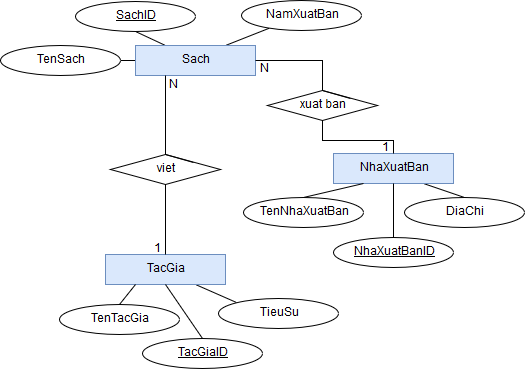 SachID
NamXuatBan
TenSach
Sach
N
N
xuat ban
1
viet
NhaXuatBan
TenNhaXuatBan
DiaChi
NhaXuatBanID
1
TacGia
TenTacGia
TieuSu
TacGiaID